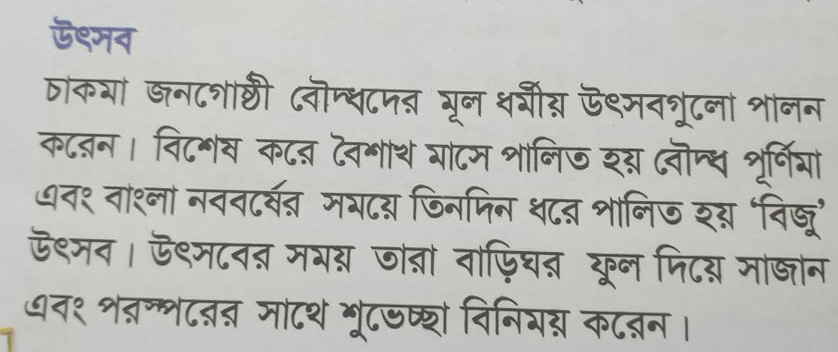 উৎসব
চাকমা জনগোষ্ঠী বৌদ্ধদের মূল ধর্মীয় উৎসবগুলো পালন
করেন। বিশেষ করে বৈশাখ মাসে পালিত হয় বৌদ্ধ পূর্ণিমা
এবং বাংলা নববর্ষের সময়ে তিনদিন ধরে পালিত হয় ‘বিজু’
উৎসব। উৎসবের সময় তারা বাড়িঘর ফুল দিয়ে সাজান
এবং পরস্পরের সাথে শুভেচ্ছা বিনিময় করেন।